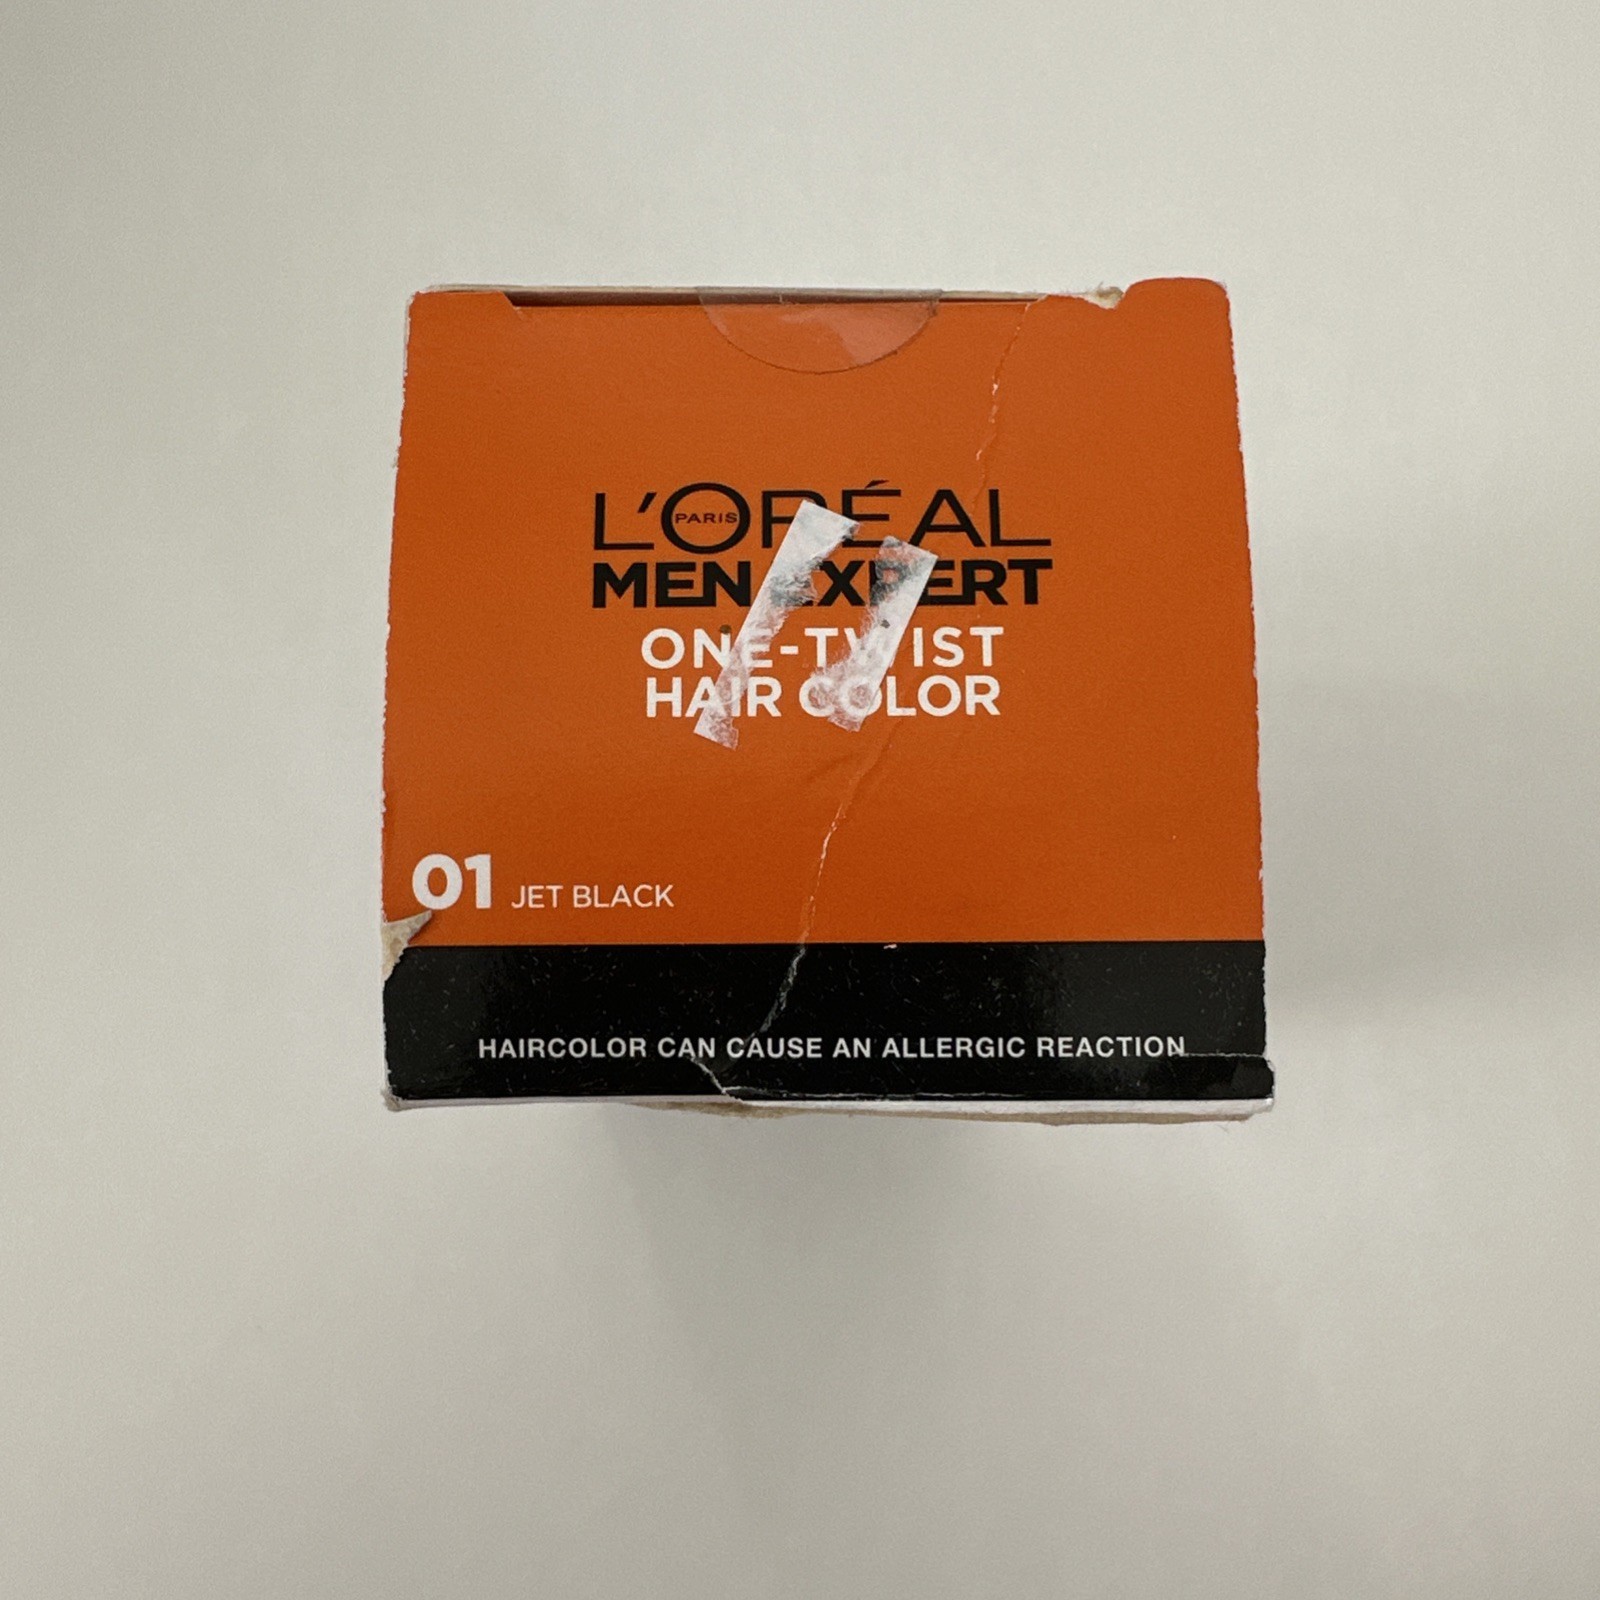 L'ORÉAL
PARIS
MEN EXPERT
ONE-TWIST
HAIR COLOR
01 JET BLACK
HAIRCOLOR CAN CAUSE AN ALLERGIC REACTION